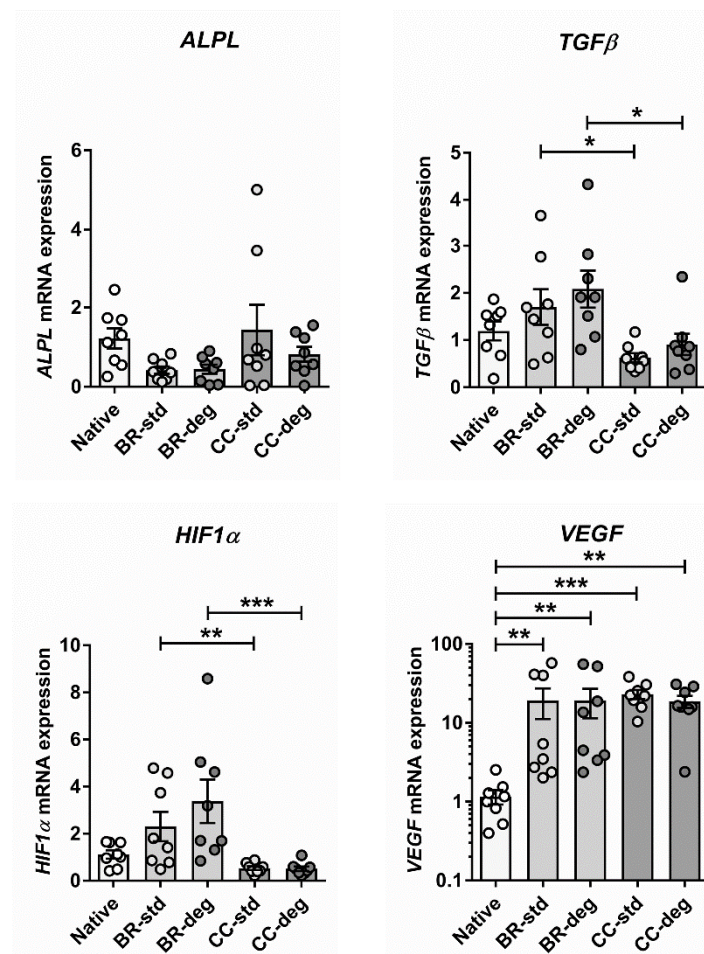 ALPL
ALPL mRNA expression
6
4
2
0
Native
BR-std
BR-deg
CC-std
CC-deg
TGFβ
*
*
TGFβ mRNA expression
5
4
3
2
1
0
Native
BR-std
BR-deg
CC-std
CC-deg
HIF1α
***
**
HIF1α mRNA expression
10
8
6
4
2
0
Native
BR-std
BR-deg
CC-std
CC-deg
VEGF
**
***
**
**
VEGF mRNA expression
100
10
1
0.1
Native
BR-std
BR-deg
CC-std
CC-deg